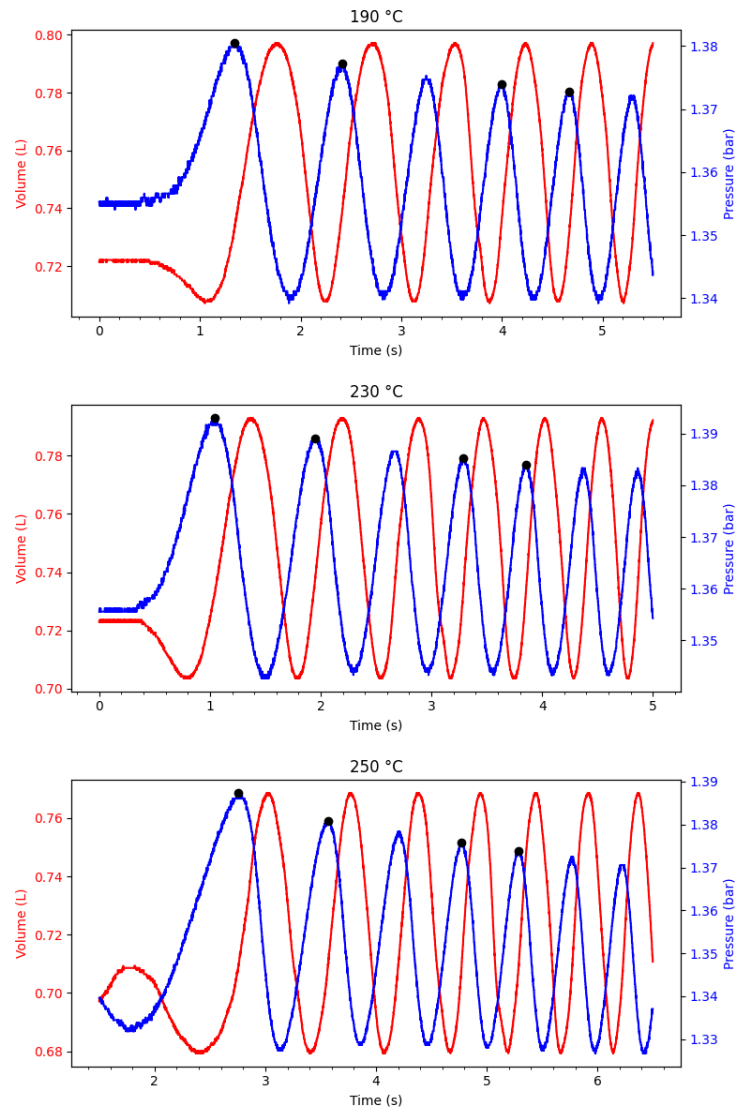 190 °C
0.80
0.78
0.76
0.74
0.72
Volume (L)
1.38
1.37
1.36
1.35
1.34
Pressure (bar)
0 1 2 3 4 5
Time (s)
230 °C
0.78
0.76
0.74
0.72
0.70
Volume (L)
1.39
1.38
1.37
1.36
1.35
Pressure (bar)
0 1 2 3 4 5
Time (s)
250 °C
0.76
0.74
0.72
0.70
0.68
Volume (L)
1.39
1.38
1.37
1.36
1.35
1.34
1.33
Pressure (bar)
2 3 4 5 6
Time (s)